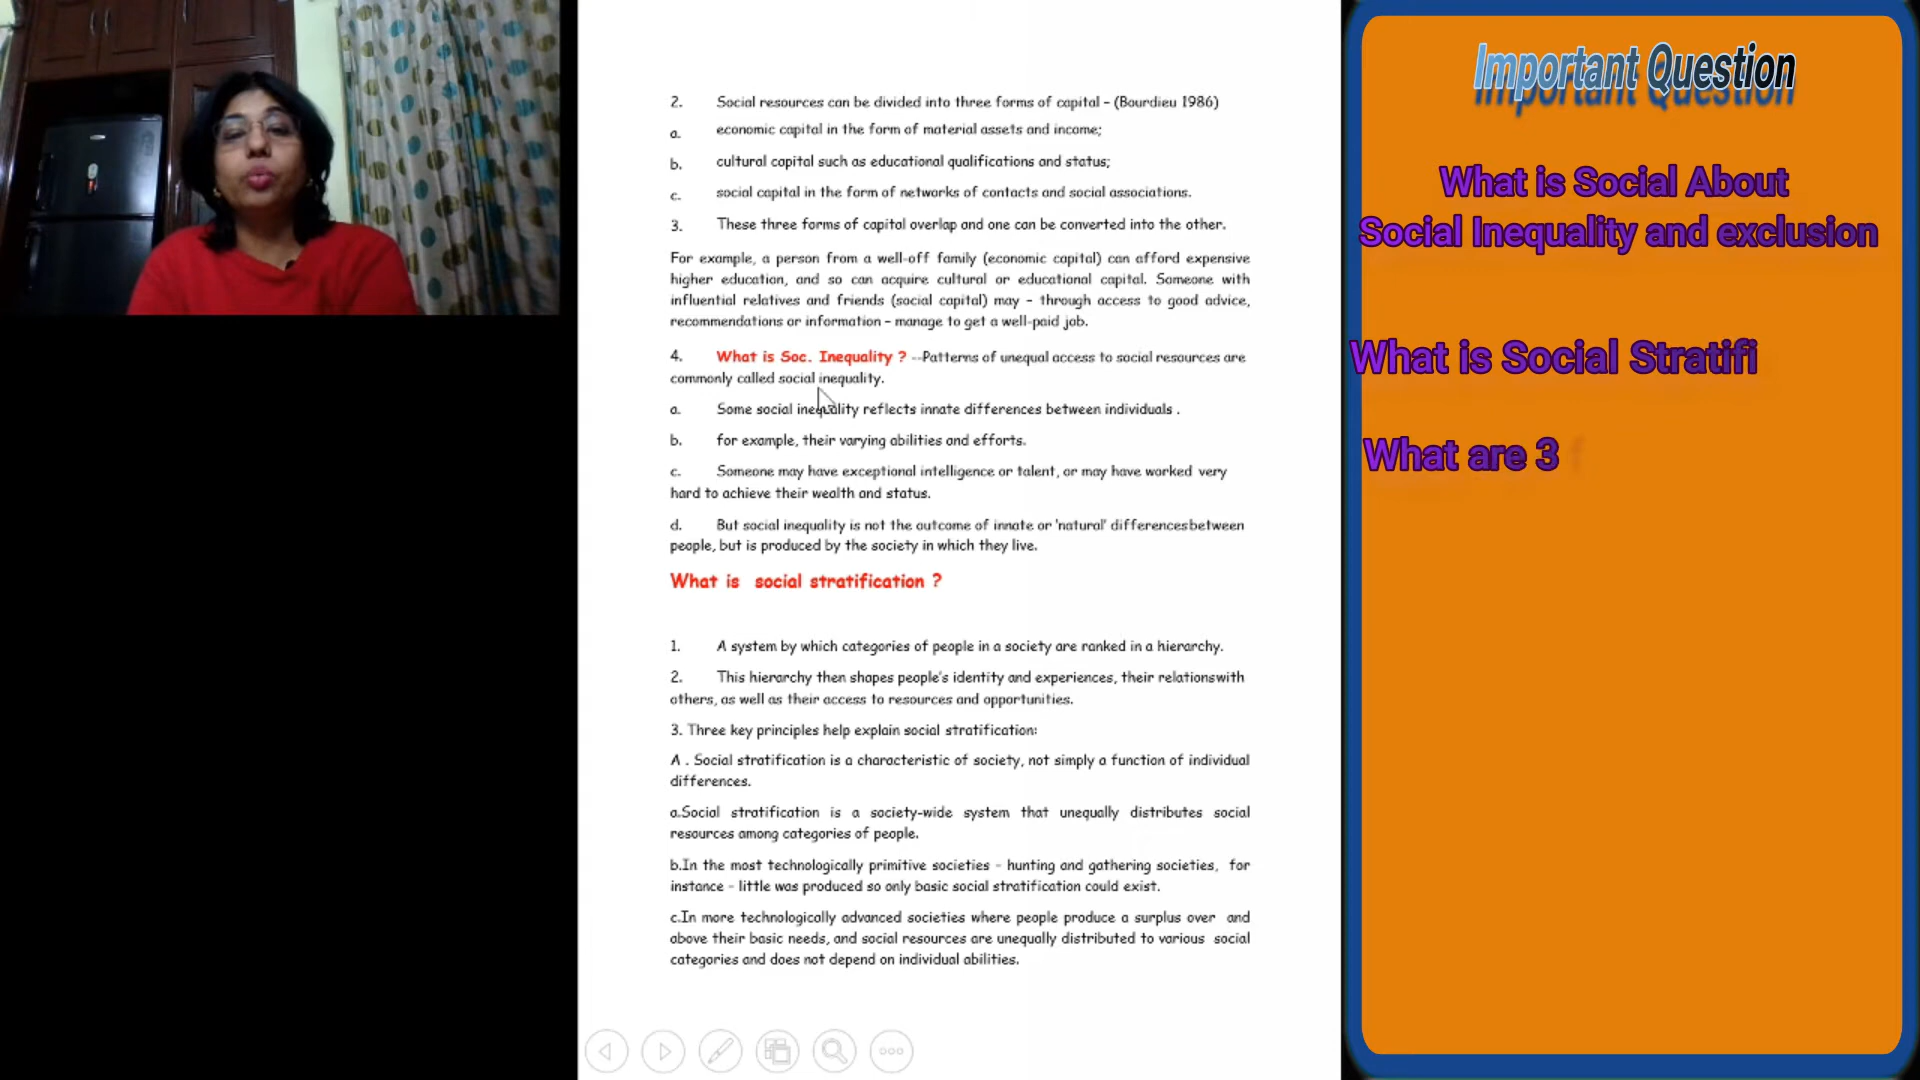 2. Social resources can be divided into three forms of capital – (Bourdieu 1986)
a. economic capital in the form of material assets and income;
b. cultural capital such as educational qualifications and status;
c. social capital in the form of networks of contacts and social associations.
3. These three forms of capital overlap and one can be converted into the other.
For example, a person from a well-off family (economic capital) can afford expensive
higher education, and so can acquire cultural or educational capital. Someone with
influential relatives and friends (social capital) may – through access to good advice,
recommendations or information – manage to get a well-paid job.
4. What is Soc. Inequality ? --Patterns of unequal access to social resources are
commonly called social inequality.
a. Some social inequality reflects innate differences between individuals .
b. for example, their varying abilities and efforts.
c. Someone may have exceptional intelligence or talent, or may have worked very
hard to achieve their wealth and status.
d. But social inequality is not the outcome of innate or 'natural' differencesbetween
people, but is produced by the society in which they live.
What is social stratification ?
1. A system by which categories of people in a society are ranked in a hierarchy.
2. This hierarchy then shapes people's identity and experiences, their relationswith
others, as well as their access to resources and opportunities.
3. Three key principles help explain social stratification:
A . Social stratification is a characteristic of society, not simply a function of individual
differences.
a.Social stratification is a society-wide system that unequally distributes social
resources among categories of people.
b.In the most technologically primitive societies – hunting and gathering societies, for
instance – little was produced so only basic social stratification could exist.
c.In more technologically advanced societies where people produce a surplus over and
above their basic needs, and social resources are unequally distributed to various social
categories and does not depend on individual abilities.
Important Question
What is Social About
Social Inequality and exclusion
What is Social Stratifi
What are 3